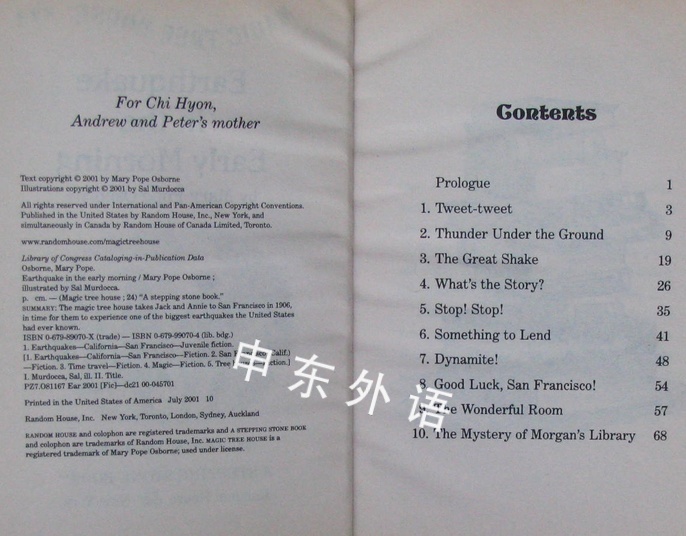 For Chi Hyon,
Andrew and Peter's mother
Text copyright © 2001 by Mary Pope Osborne
Illustrations copyright © 2001 by Sal Murdocca
All rights reserved under International and Pan-American Copyright Conventions.
Published in the United States by Random House, Inc., New York, and
simultaneously in Canada by Random House of Canada Limited, Toronto.
www.randomhouse.com/magictreehouse
Library of Congress Cataloging-in-Publication Data
Osborne, Mary Pope.
Earthquake in the early morning / Mary Pope Osborne ;
illustrated by Sal Murdocca.
p. cm. — (Magic tree house ; 24) "A stepping stone book."
SUMMARY: The magic tree house takes Jack and Annie to San Francisco in 1906,
in time for them to experience one of the biggest earthquakes the United States
had ever known.
ISBN 0-679-89070-X (trade) — ISBN 0-679-99070-4 (lib. bdg.)
1. Earthquakes—California—San Francisco—Juvenile fiction.
[1. Earthquakes—California—San Francisco—Fiction. 2. San Francisco (Calif.)
—Fiction. 3. Time travel—Fiction. 4. Magic—Fiction. 5. Tree houses—Fiction.]
I. Murdocca, Sal, ill. II. Title.
PZ7.O81167 Ear 2001 [Fic]—dc21 00-045701
Printed in the United States of America July 2001 10
Random House, Inc. New York, Toronto, London, Sydney, Auckland
RANDOM HOUSE and colophon are registered trademarks and A STEPPING STONE BOOK
and colophon are trademarks of Random House, Inc. MAGIC TREE HOUSE is a
registered trademark of Mary Pope Osborne; used under license.
Contents
Prologue 1
1. Tweet-tweet 3
2. Thunder Under the Ground 9
3. The Great Shake 19
4. What's the Story? 26
5. Stop! Stop! 35
6. Something to Lend 41
7. Dynamite! 48
8. Good Luck, San Francisco! 54
9. The Wonderful Room 57
10. The Mystery of Morgan's Library 68
申东外语